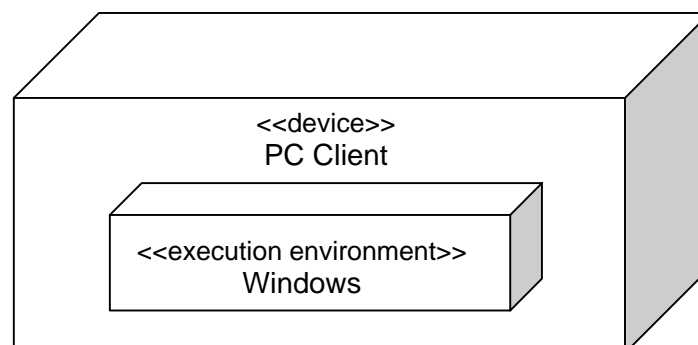 <<device>>
PC Client
<<execution environment>>
Windows